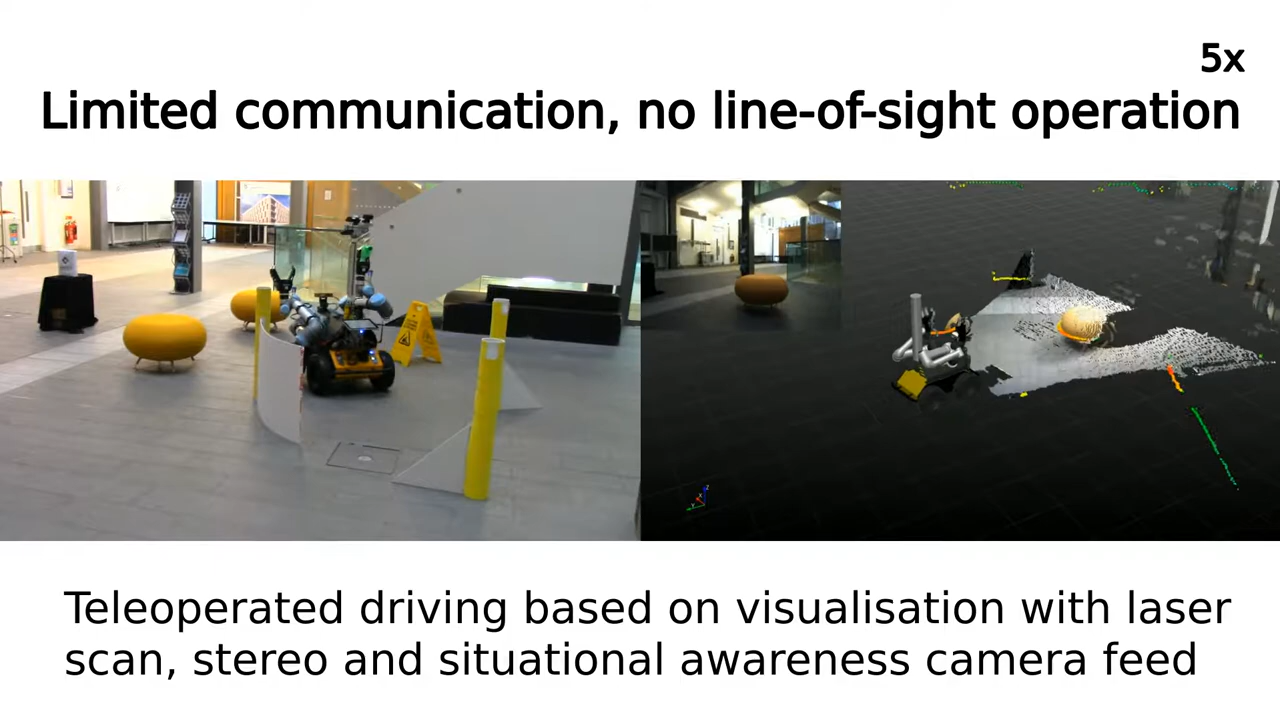 5x
Limited communication, no line-of-sight operation
Teleoperated driving based on visualisation with laser
scan, stereo and situational awareness camera feed